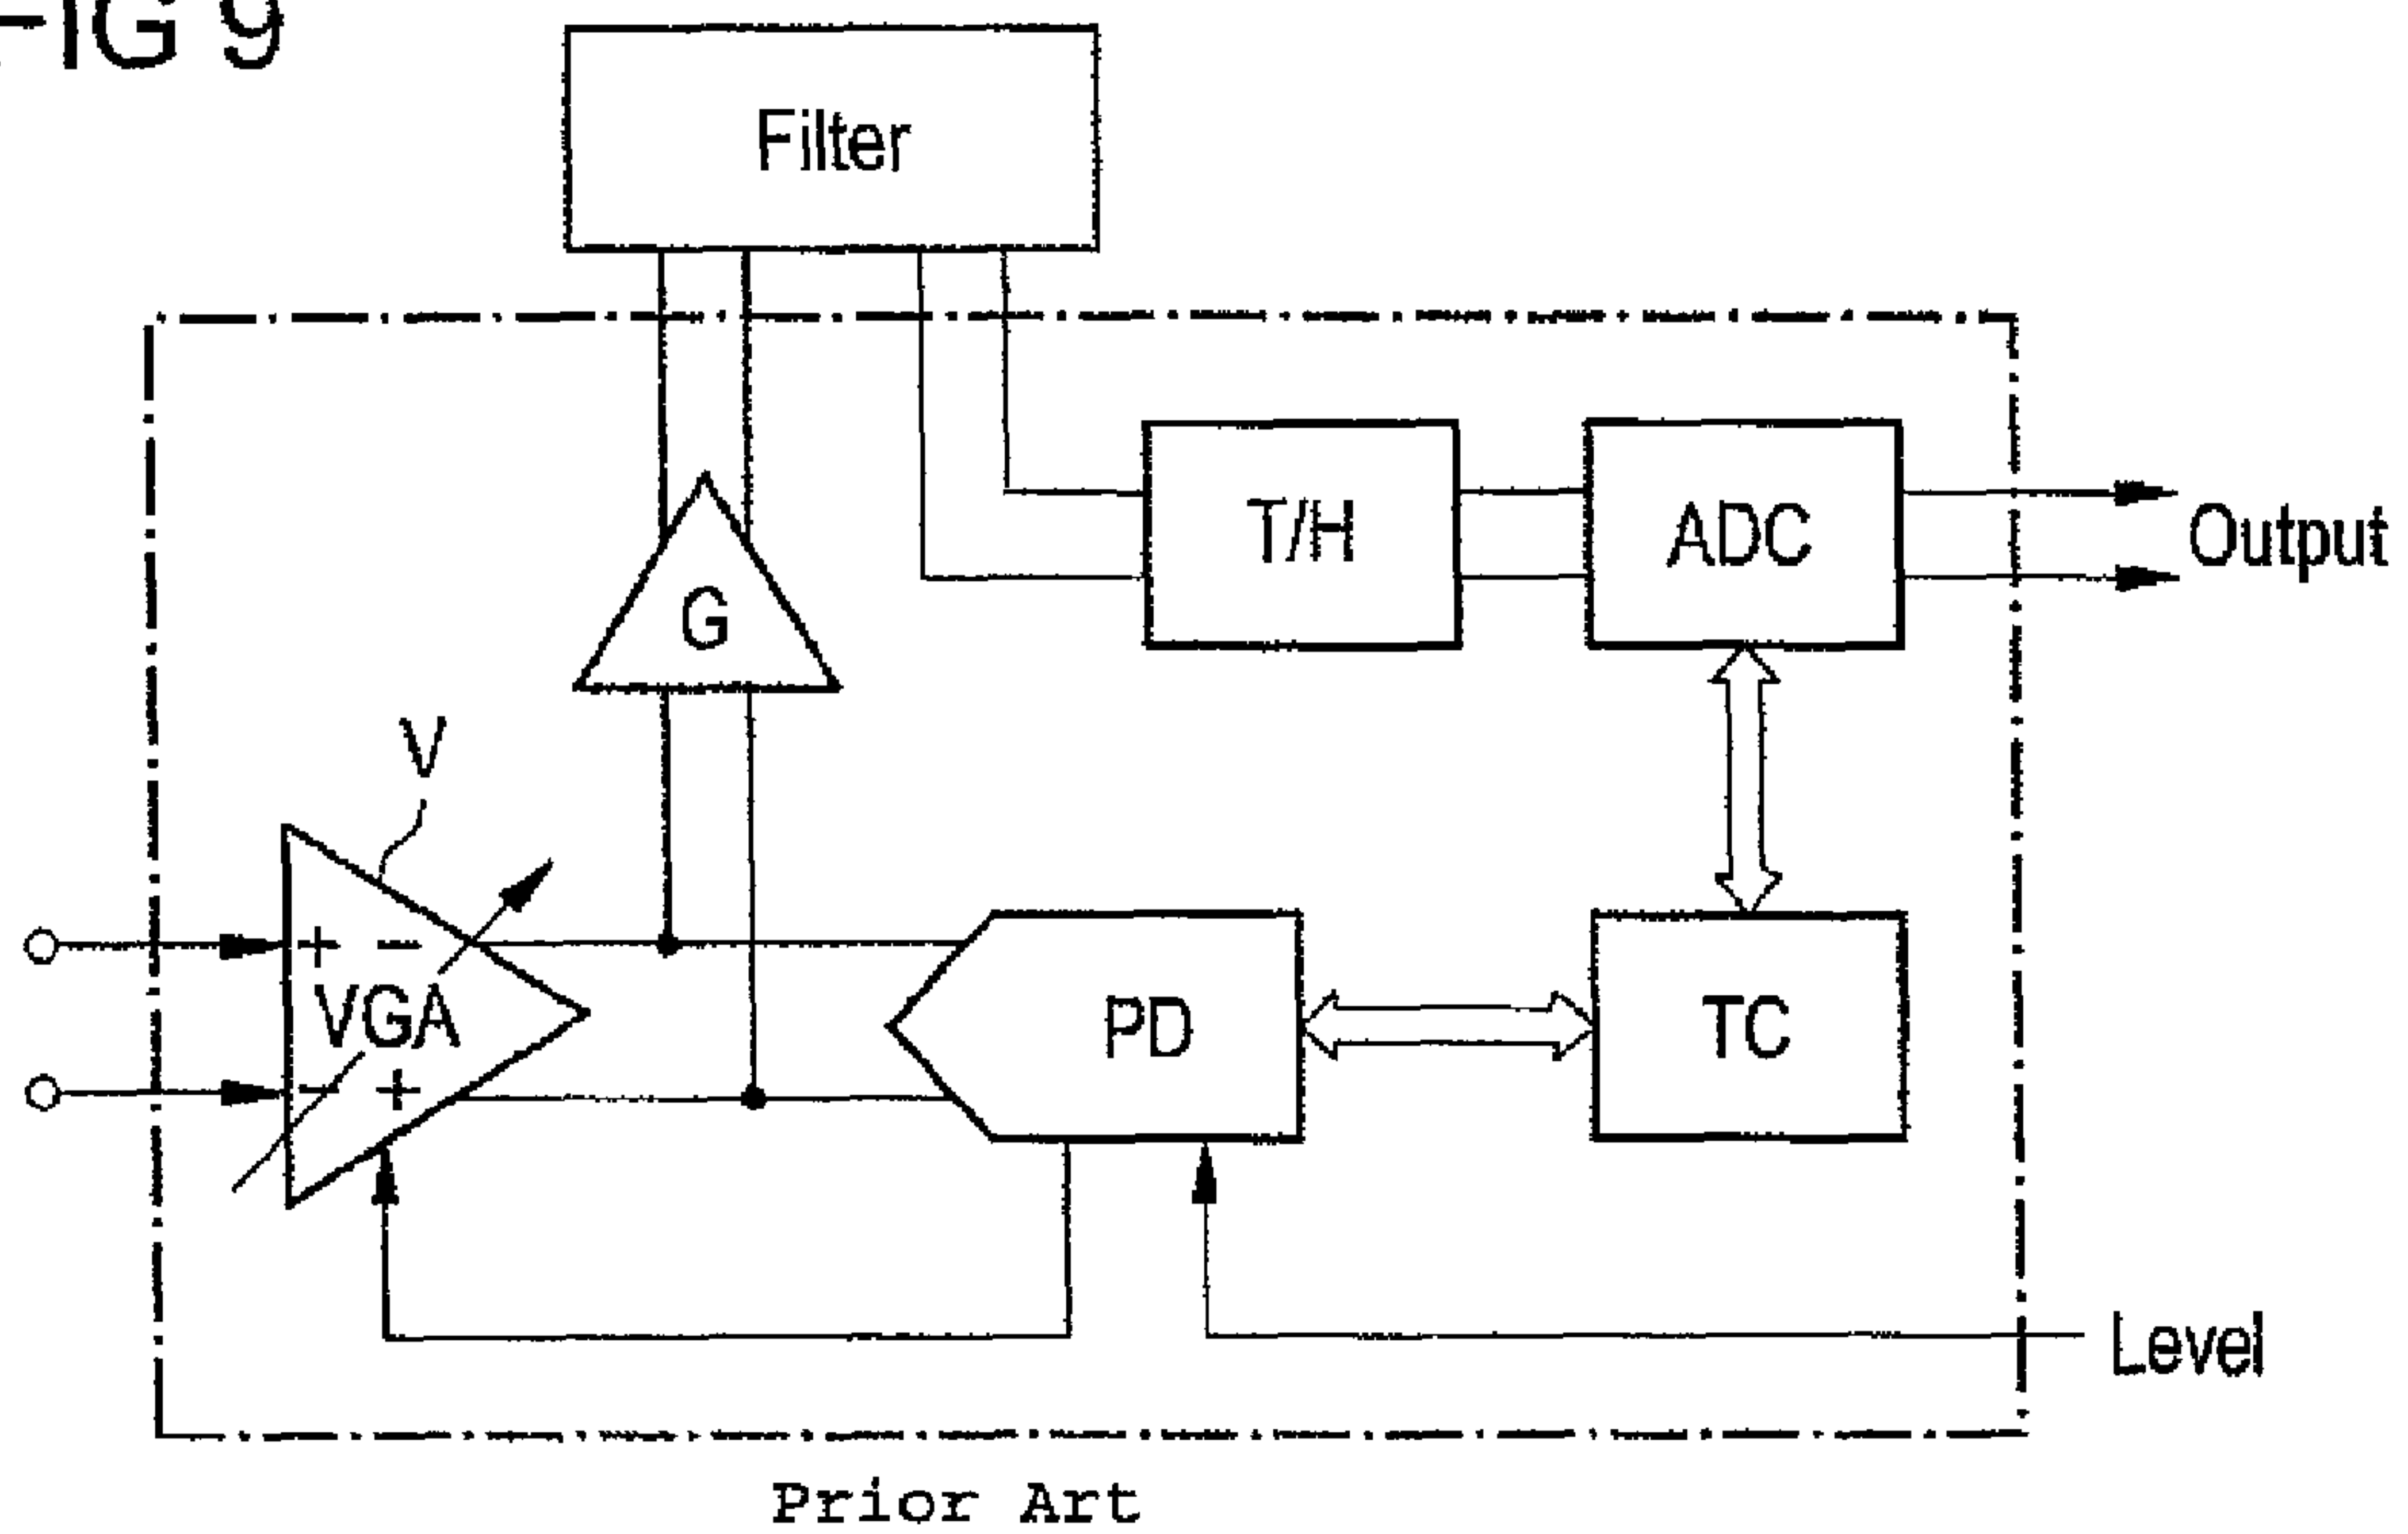 FIG 9
Filter
T/H
ADC
Output
G
V
+ -
VGA
- +
PD
TC
Level
Prior Art